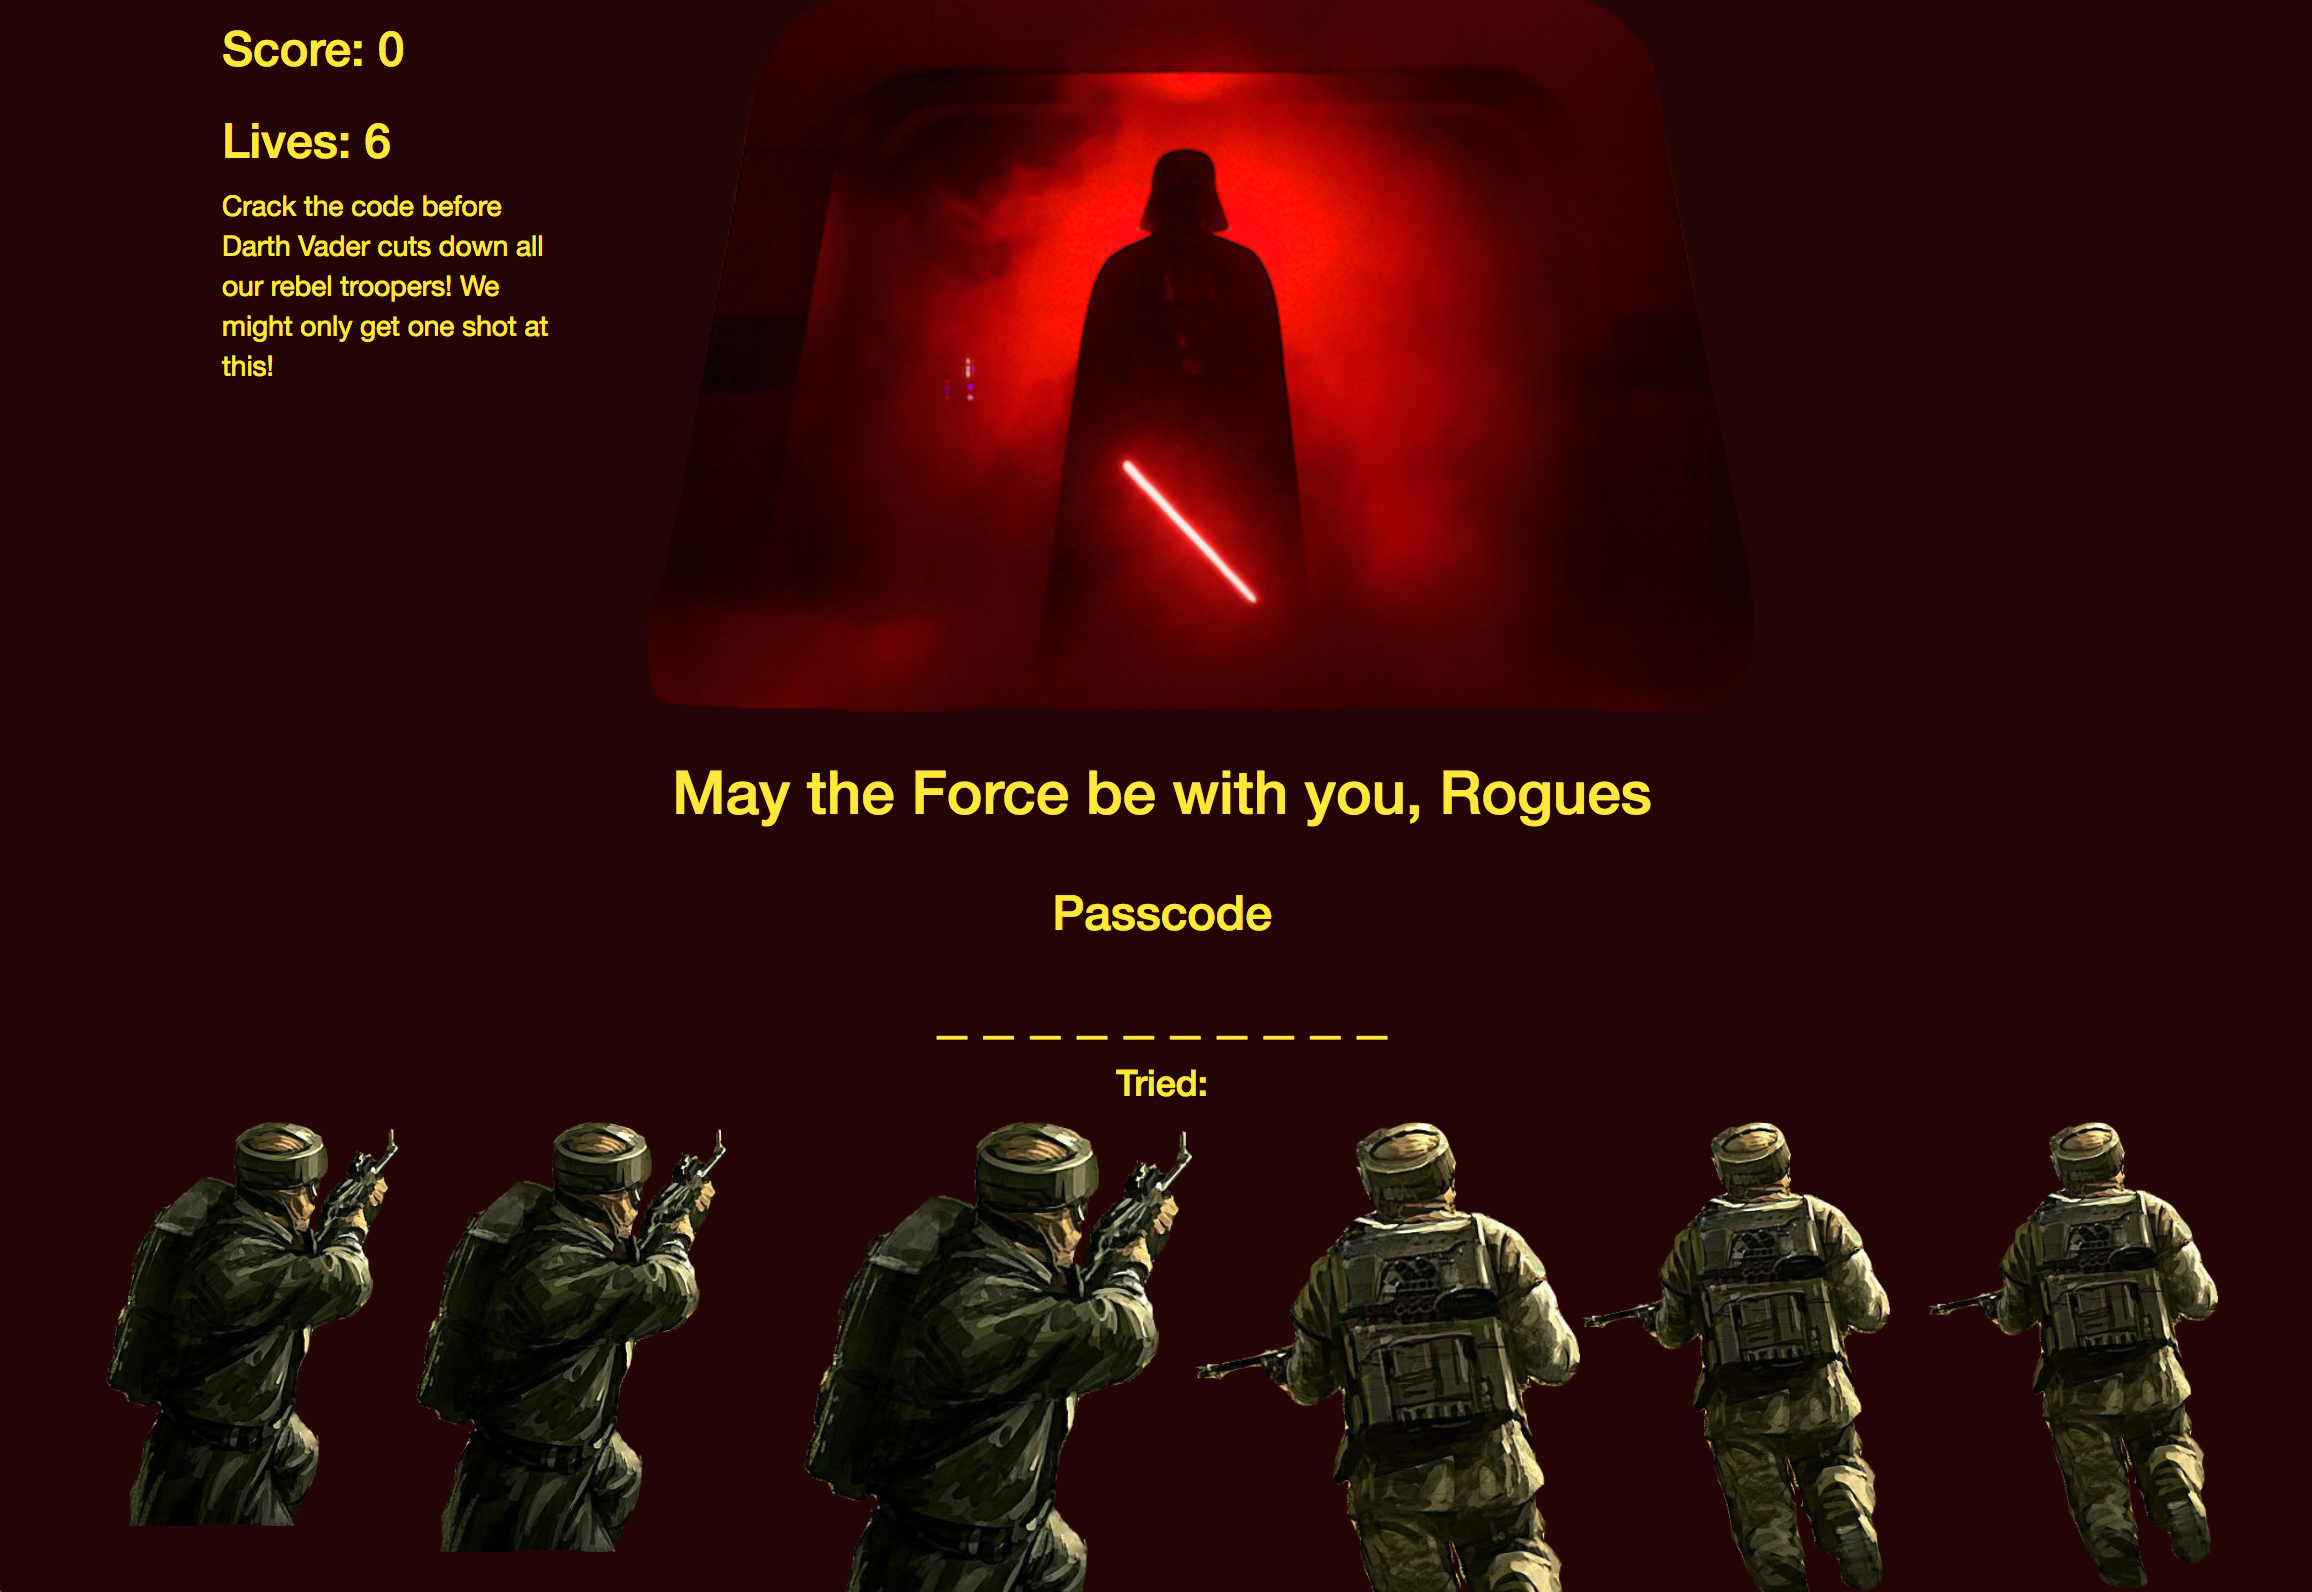 Score: 0
Lives: 6
Crack the code before
Darth Vader cuts down all
our rebel troopers! We
might only get one shot at
this!
May the Force be with you, Rogues
Passcode
_ _ _ _ _ _ _ _ _ _
Tried: